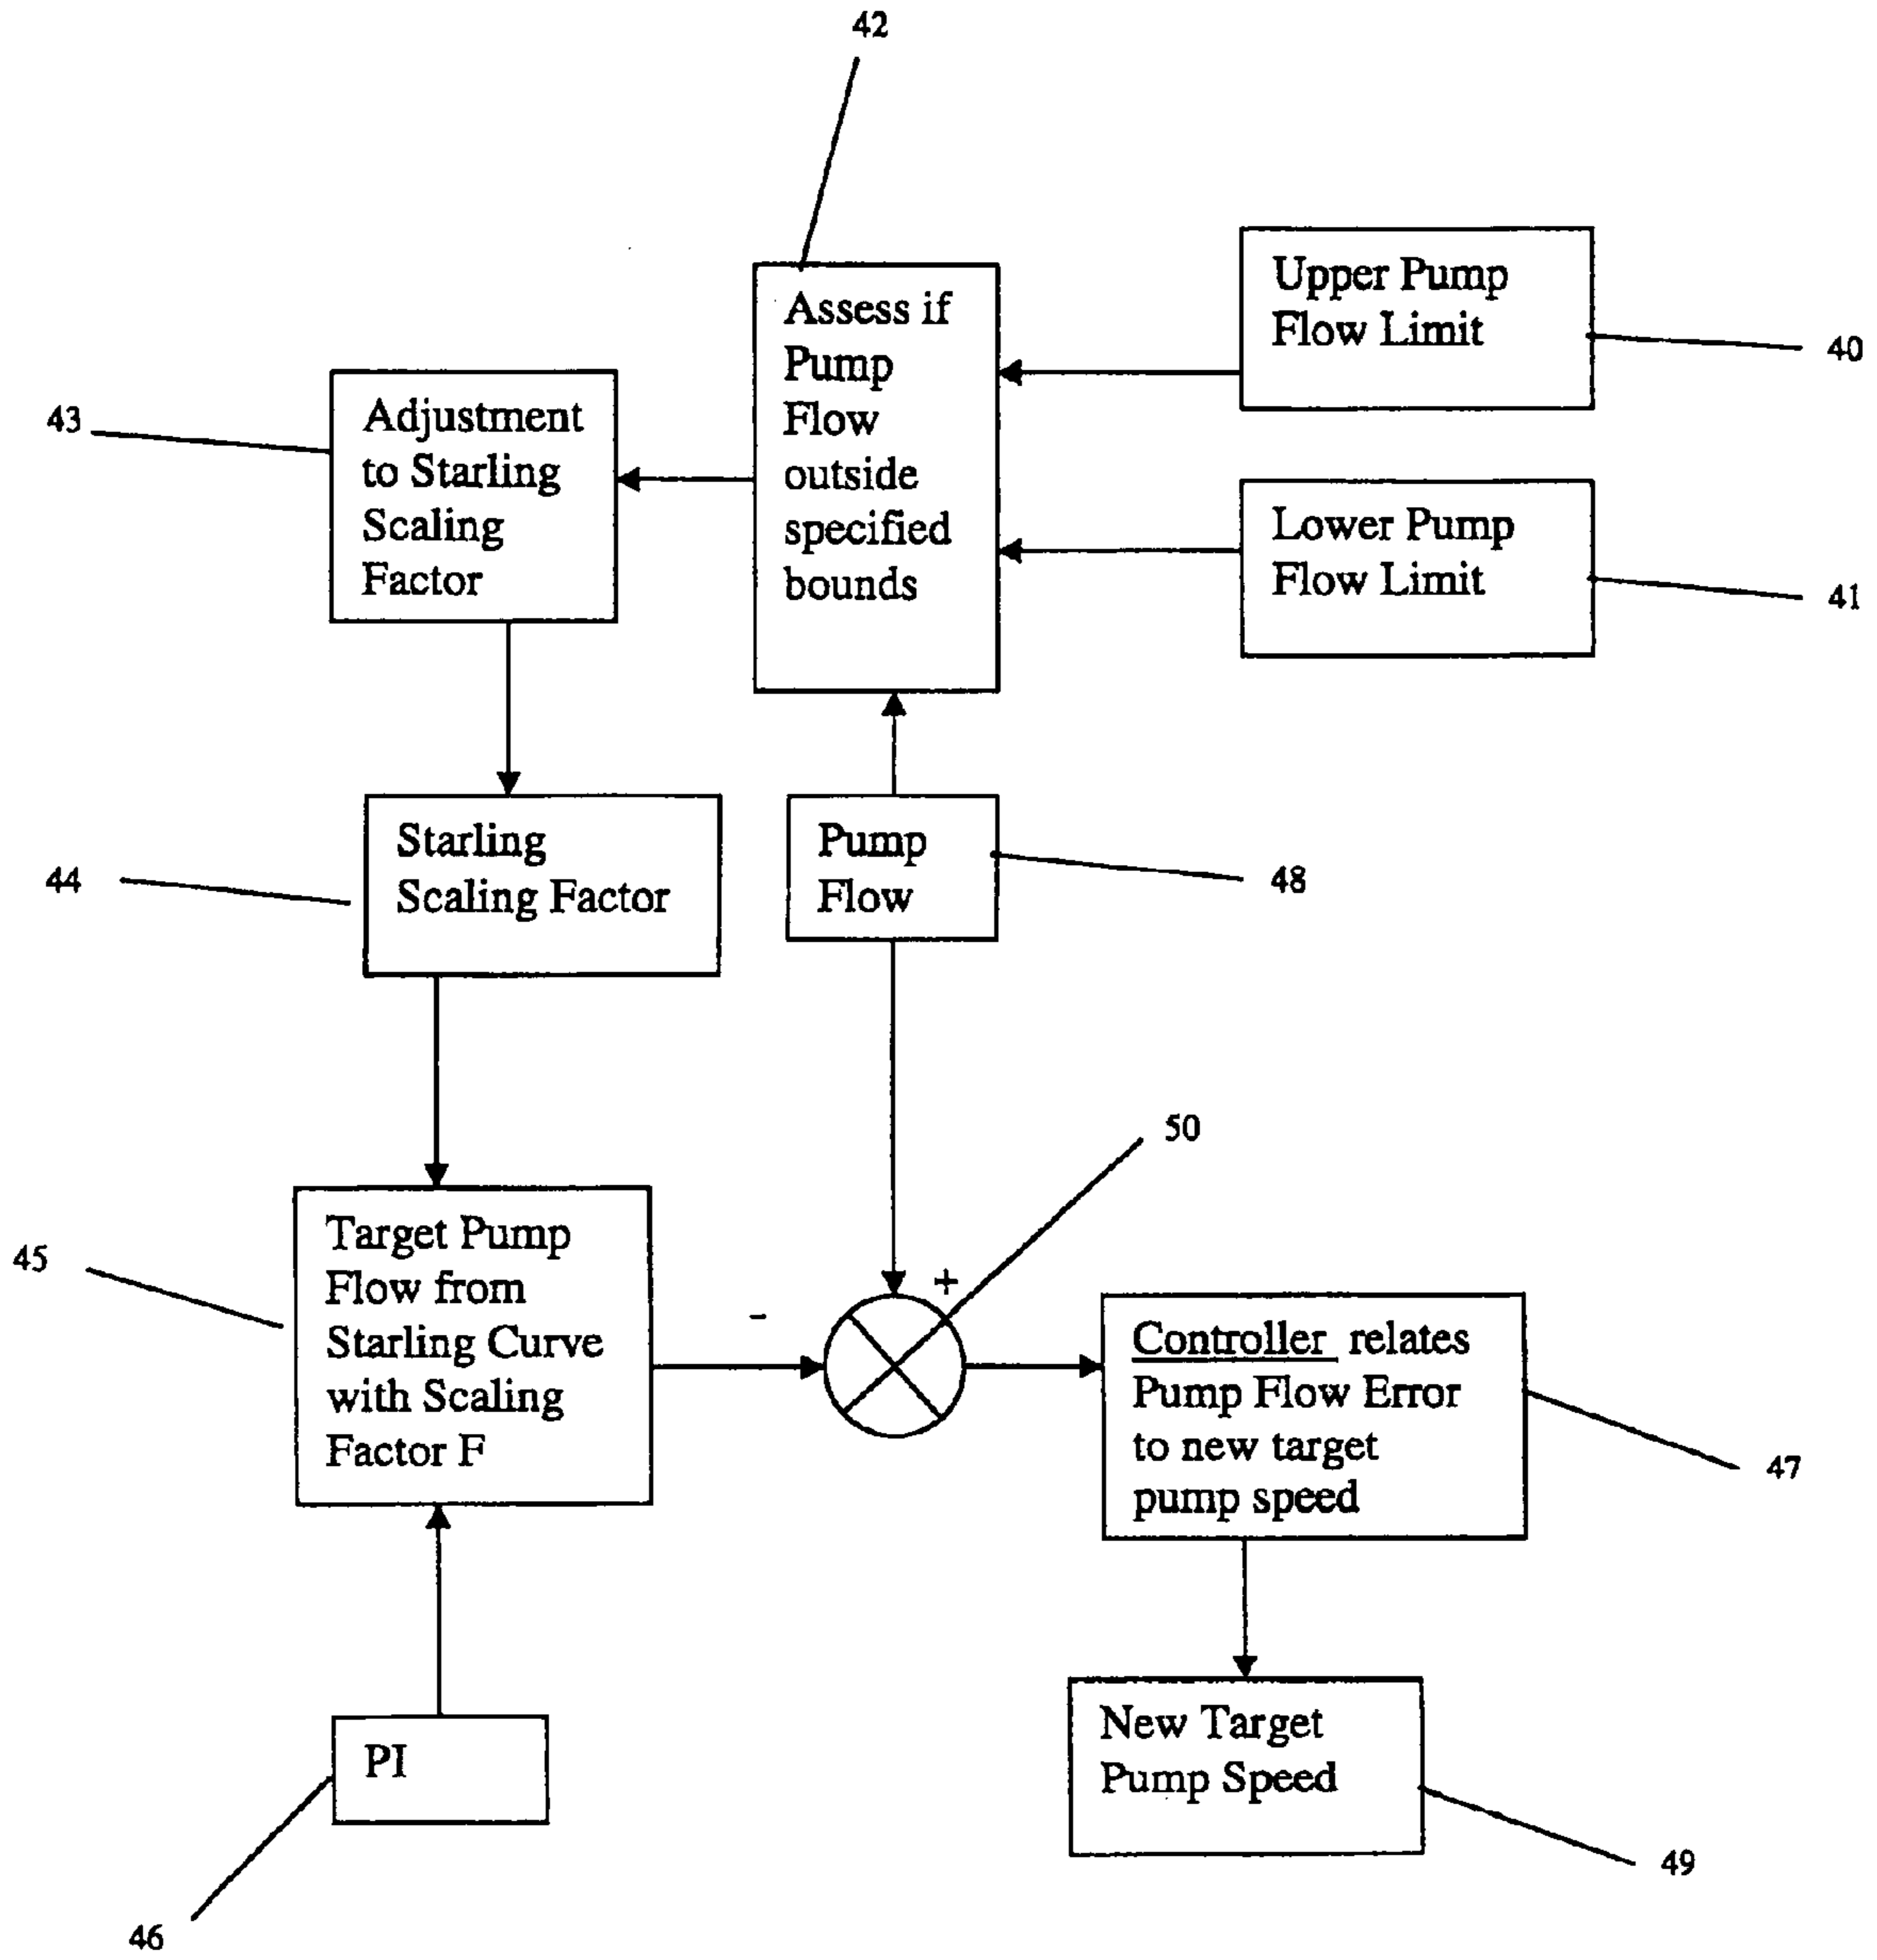 42
Upper Pump
Flow Limit
40
Assess if
Pump
Flow
outside
specified
bounds
43
Adjustment
to Starling
Scaling
Factor
Lower Pump
Flow Limit
41
44
Starling
Scaling Factor
Pump
Flow
48
50
45
Target Pump
Flow from
Starling Curve
with Scaling
Factor F
-
+
Controller relates
Pump Flow Error
to new target
pump speed
47
PI
46
New Target
Pump Speed
49